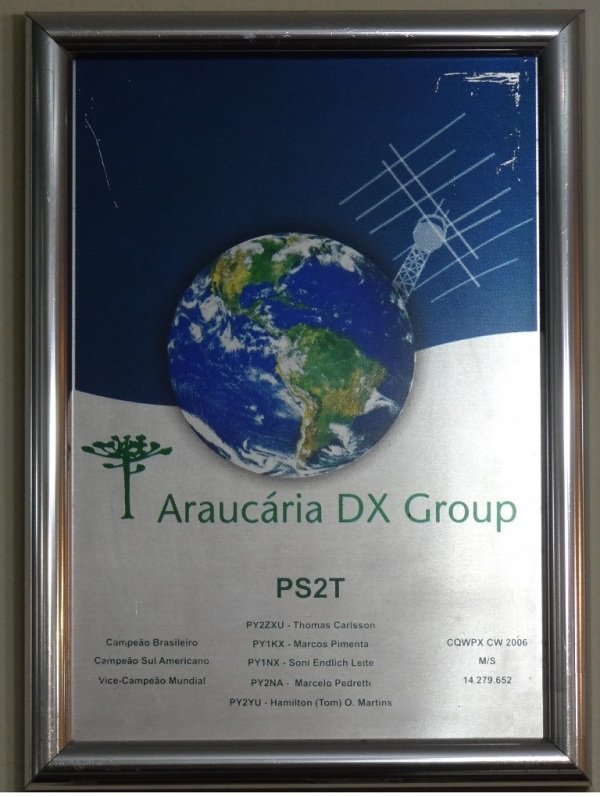 Araucária DX Group
PS2T
PY2ZXU - Thomas Carlsson
Campeão Brasileiro PY1KX - Marcos Pimenta CQWPX CW 2006
Campeão Sul Americano PY1NX - Soni Endlich Leite M/S
Vice-Campeão Mundial PY2NA - Marcelo Pedretti 14.279.652
PY2YU - Hamilton (Tom) O. Martins